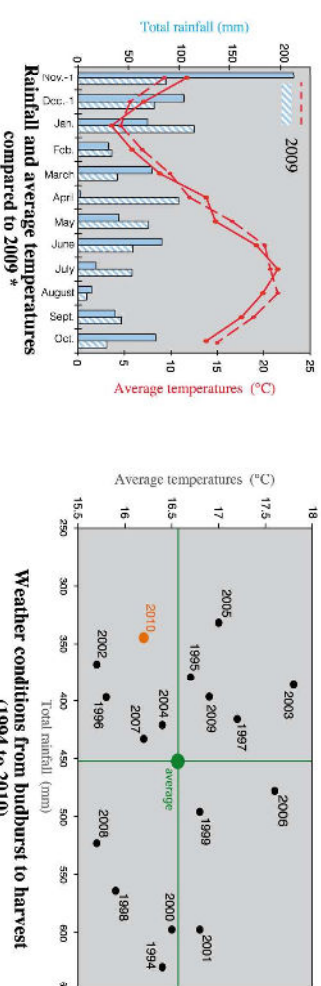 Total rainfall (mm)
0 50 100 150 200
2009
Nov.-1
Dec.-1
Jan.
Feb.
March
April
May
June
July
August
Sept.
Oct.
0 5 10 15 20 25
Average temperatures (°C)
Rainfall and average temperatures
compared to 2009 *
Average temperatures (°C)
15.5 16 16.5 17 17.5 18
250 300 350 400 450 500 550 600
2003
2006
1997
2005
2009
1995
1999
2001
average
2004
2000
1994
2010
2007
1998
1996
2002
2008
Total rainfall (mm)
Weather conditions from budburst to harvest
(1994 to 2010)